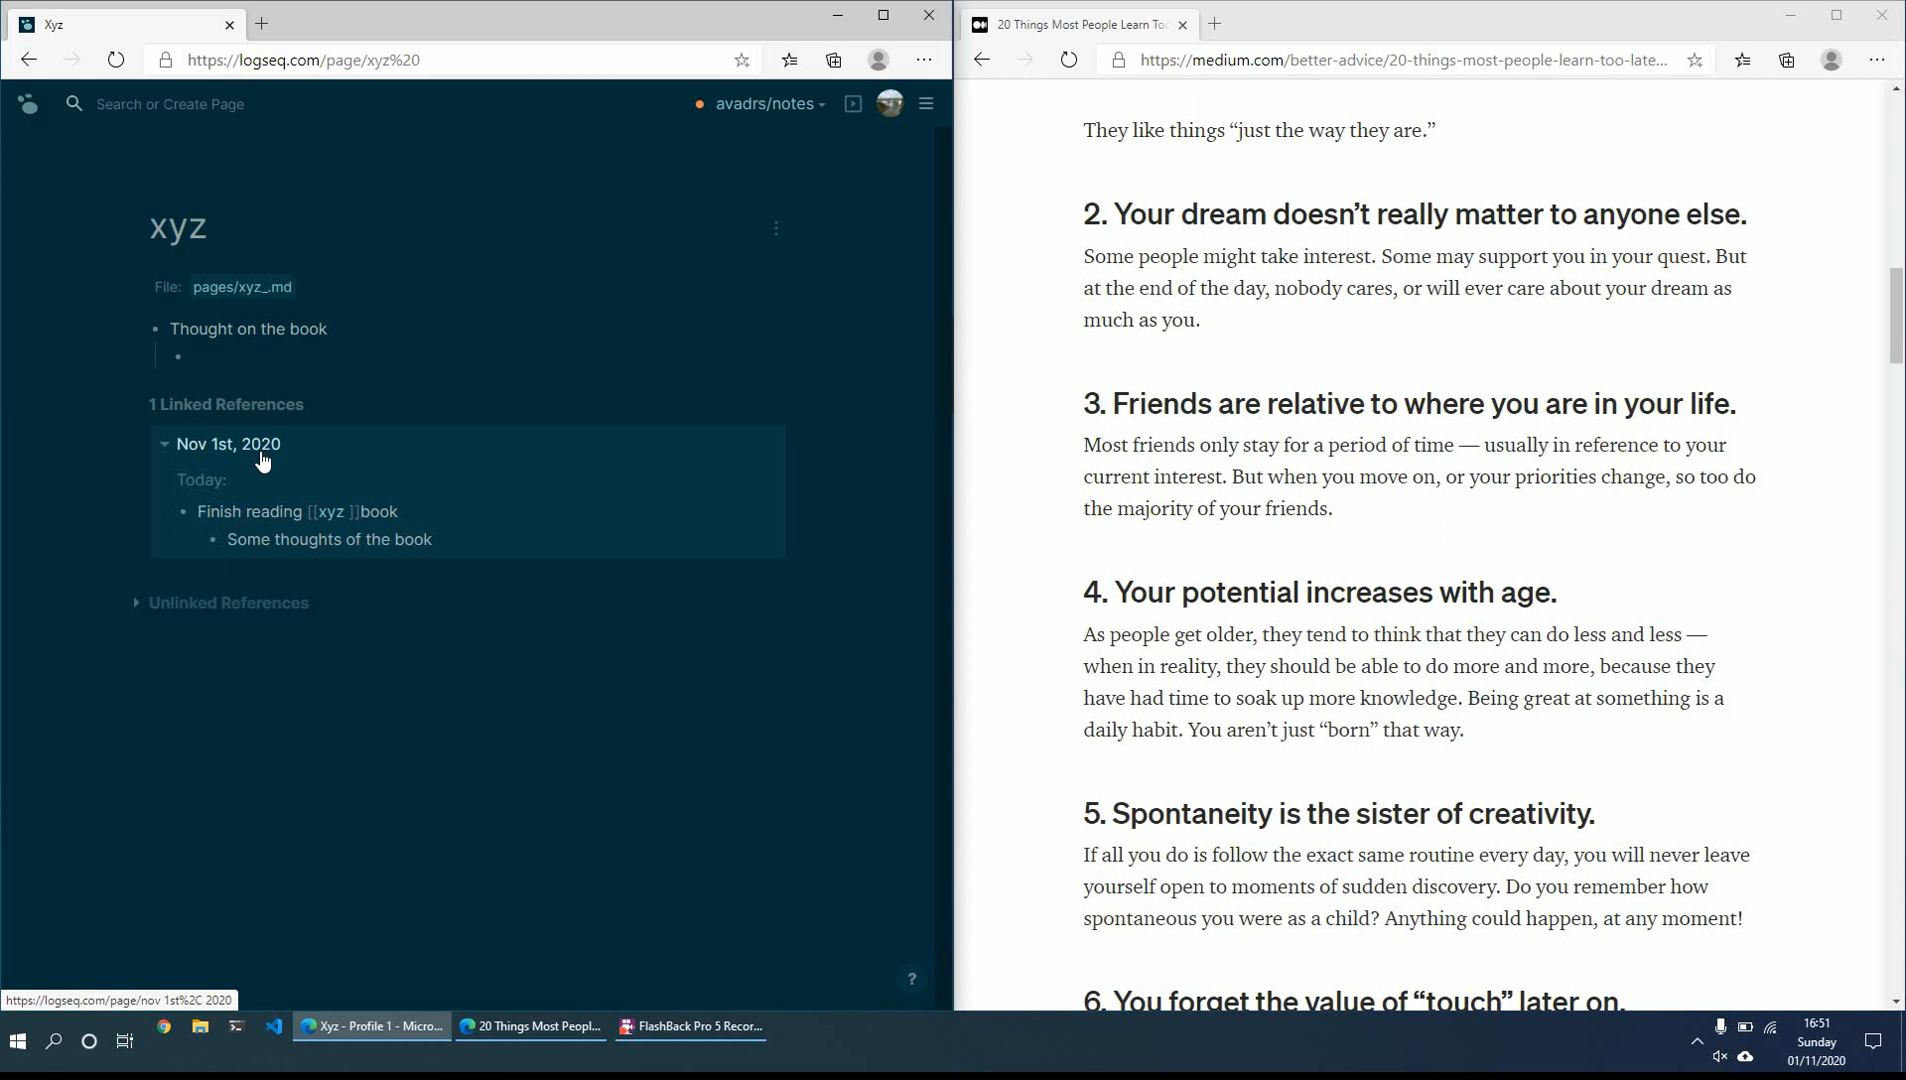 Xyz
https://logseq.com/page/xyz%20
Search or Create Page
avadrs/notes
xyz
File: pages/xyz_.md
Thought on the book
1 Linked References
Nov 1st, 2020
Today:
Finish reading [[xyz ]]book
Some thoughts of the book
Unlinked References
?
https://logseq.com/page/nov 1st%2C 2020
20 Things Most People Learn To
https://medium.com/better-advice/20-things-most-people-learn-too-late...
They like things “just the way they are.”
2. Your dream doesn’t really matter to anyone else.
Some people might take interest. Some may support you in your quest. But
at the end of the day, nobody cares, or will ever care about your dream as
much as you.
3. Friends are relative to where you are in your life.
Most friends only stay for a period of time — usually in reference to your
current interest. But when you move on, or your priorities change, so too do
the majority of your friends.
4. Your potential increases with age.
As people get older, they tend to think that they can do less and less —
when in reality, they should be able to do more and more, because they
have had time to soak up more knowledge. Being great at something is a
daily habit. You aren’t just “born” that way.
5. Spontaneity is the sister of creativity.
If all you do is follow the exact same routine every day, you will never leave
yourself open to moments of sudden discovery. Do you remember how
spontaneous you were as a child? Anything could happen, at any moment!
6. You forget the value of “touch” later on.
Xyz - Profile 1 - Micro...
20 Things Most Peopl...
FlashBack Pro 5 Recor...
16:51
Sunday
01/11/2020